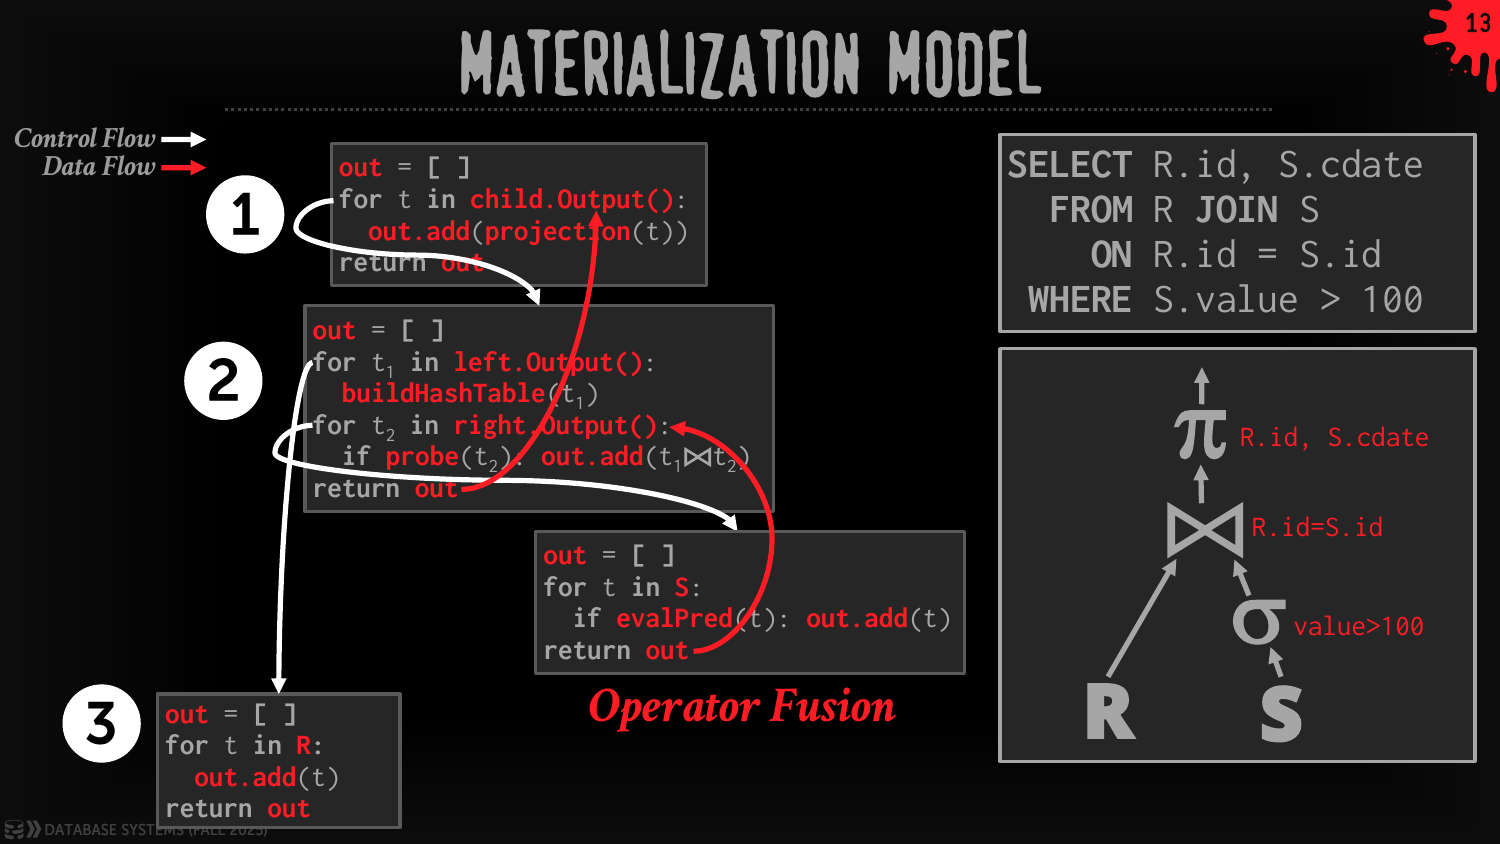 13
MATERIALIZATION MODEL
Control Flow
Data Flow
1
out = [ ]
for t in child.Output():
out.add(projection(t))
return out
2
out = [ ]
for t1 in left.Output():
buildHashTable(t1)
for t2 in right.Output():
if probe(t2): out.add(t1⋈t2)
return out
out = [ ]
for t in S:
if evalPred(t): out.add(t)
return out
Operator Fusion
3
out = [ ]
for t in R:
out.add(t)
return out
SELECT R.id, S.cdate
FROM R JOIN S
ON R.id = S.id
WHERE S.value > 100
π R.id, S.cdate
⋈ R.id=S.id
σ value>100
R S
DATABASE SYSTEMS (FALL 2025)